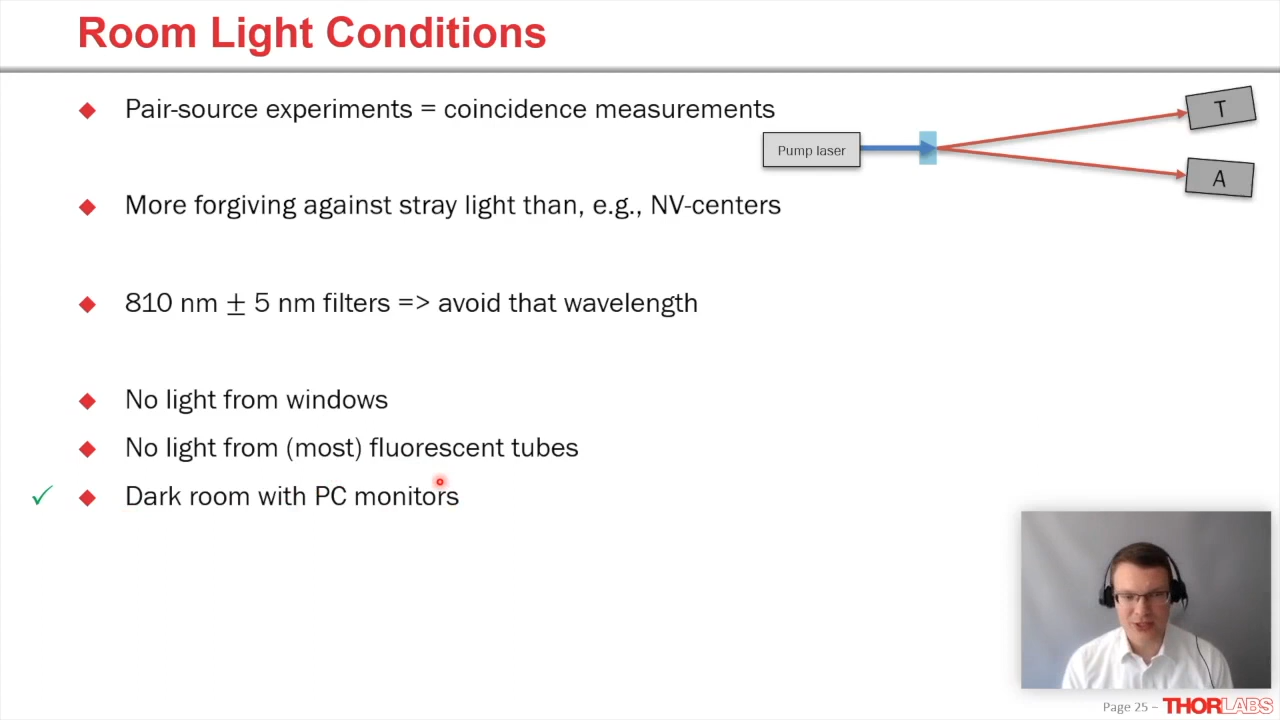 Room Light Conditions
Pair-source experiments = coincidence measurements
T
Pump laser
A
More forgiving against stray light than, e.g., NV-centers
810 nm ± 5 nm filters => avoid that wavelength
No light from windows
No light from (most) fluorescent tubes
✓ Dark room with PC monitors
Page 25 – THORLABS